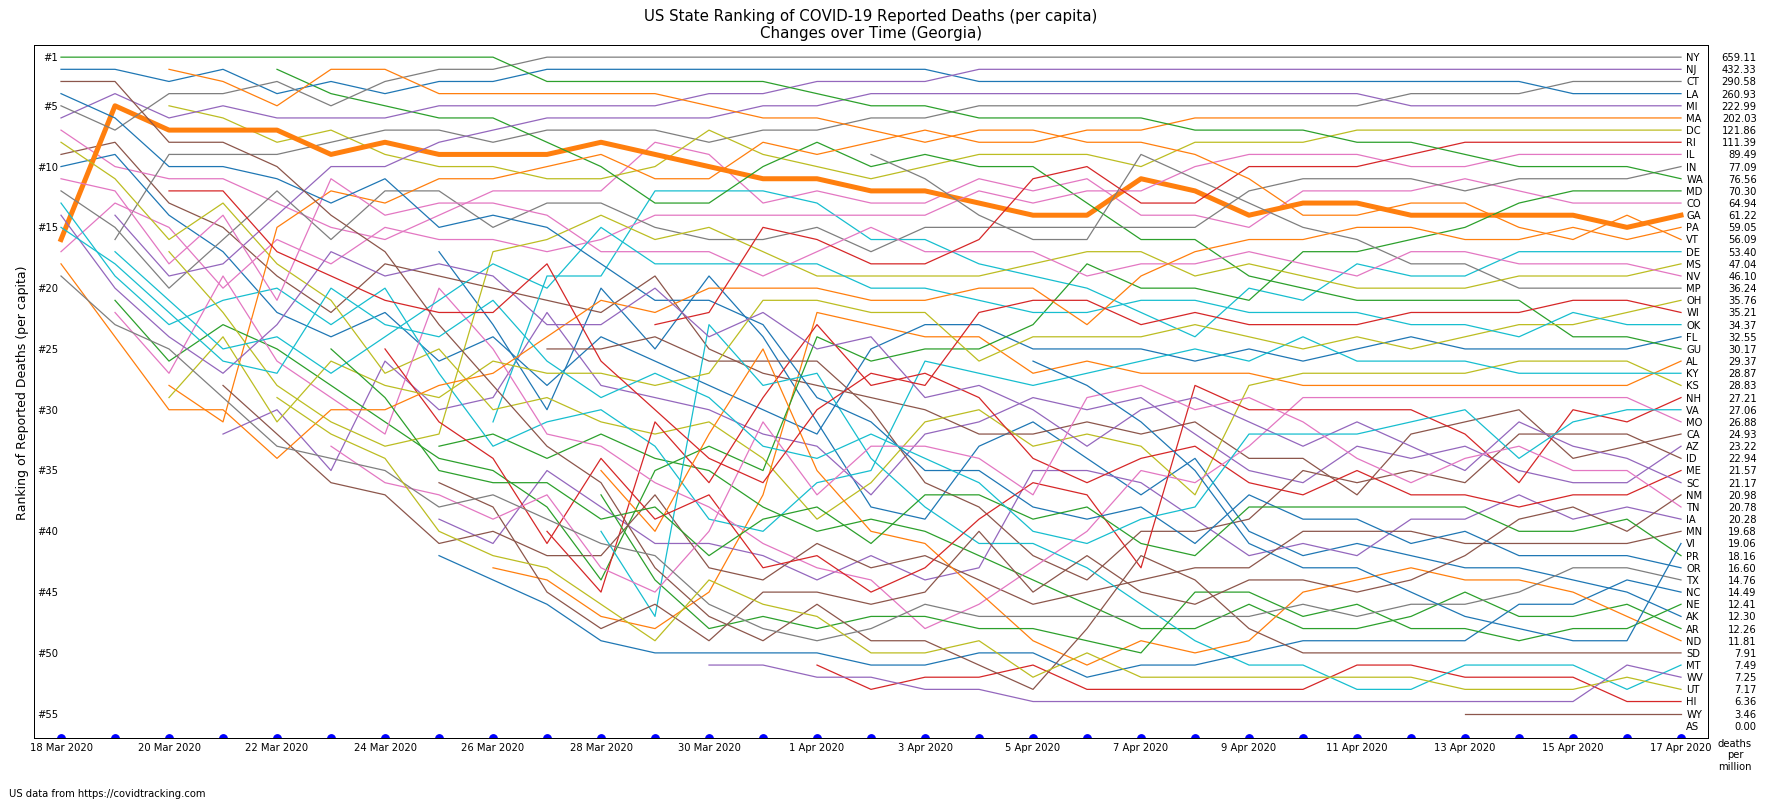 US State Ranking of COVID-19 Reported Deaths (per capita)
Changes over Time (Georgia)
Ranking of Reported Deaths (per capita)
#1
#5
#10
#15
#20
#25
#30
#35
#40
#45
#50
#55
NY 659.11
NJ 432.33
CT 290.58
LA 260.93
MI 222.99
MA 202.03
DC 121.86
RI 111.39
IL 89.49
IN 77.09
WA 76.56
MD 70.30
CO 64.94
GA 61.22
PA 59.05
VT 56.09
DE 53.40
MS 47.04
NV 46.10
MP 36.24
OH 35.76
WI 35.21
OK 34.37
FL 32.55
GU 30.17
AL 29.37
KY 28.87
KS 28.83
NH 27.21
VA 27.06
MO 26.88
CA 24.93
AZ 23.22
ID 22.94
ME 21.57
SC 21.17
NM 20.98
TN 20.78
IA 20.28
MN 19.68
VI 19.06
PR 18.16
OR 16.60
TX 14.76
NC 14.49
NE 12.41
AK 12.30
AR 12.26
ND 11.81
SD 7.91
MT 7.49
WV 7.25
UT 7.17
HI 6.36
WY 3.46
AS 0.00
18 Mar 2020 20 Mar 2020 22 Mar 2020 24 Mar 2020 26 Mar 2020 28 Mar 2020 30 Mar 2020 1 Apr 2020 3 Apr 2020 5 Apr 2020 7 Apr 2020 9 Apr 2020 11 Apr 2020 13 Apr 2020 15 Apr 2020 17 Apr 2020
deaths
per
million
US data from https://covidtracking.com